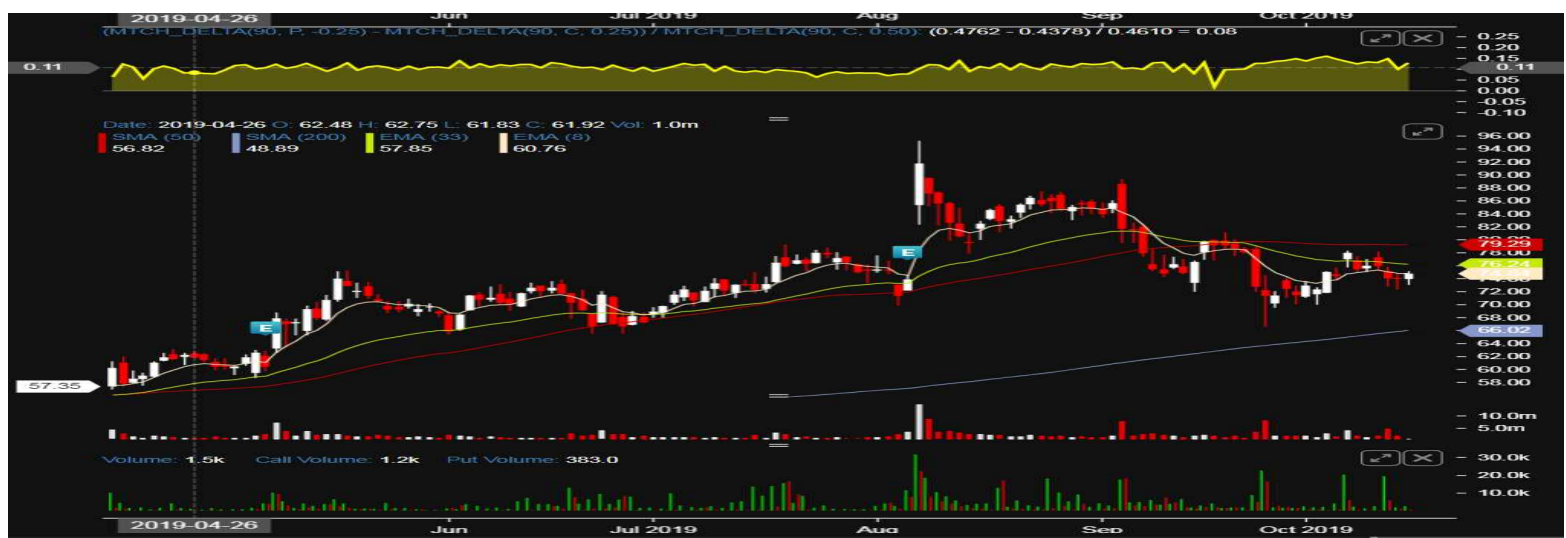 2019-04-26 Jun Jul 2019 Aug Sep Oct 2019
(MTCH_DELTA(90, P, -0.25) - MTCH_DELTA(90, C, 0.25)) / MTCH_DELTA(90, C, 0.50): (0.4762 - 0.4378) / 0.4610 = 0.08
0.25
0.20
0.15
0.11 0.11
0.05
0.00
-0.05
-0.10
Date: 2019-04-26 O: 62.48 H: 62.75 L: 61.83 C: 61.92 Vol: 1.0m
SMA (50) SMA (200) EMA (33) EMA (8)
56.82 48.89 57.85 60.76
96.00
94.00
92.00
90.00
88.00
86.00
84.00
82.00
E
79.29
78.00
76.24
72.00
70.00
68.00
E
66.02
64.00
62.00
60.00
57.35 58.00
10.0m
5.0m
Volume: 1.5k Call Volume: 1.2k Put Volume: 383.0
30.0k
20.0k
10.0k
2019-04-26 Jun Jul 2019 Aug Sep Oct 2019